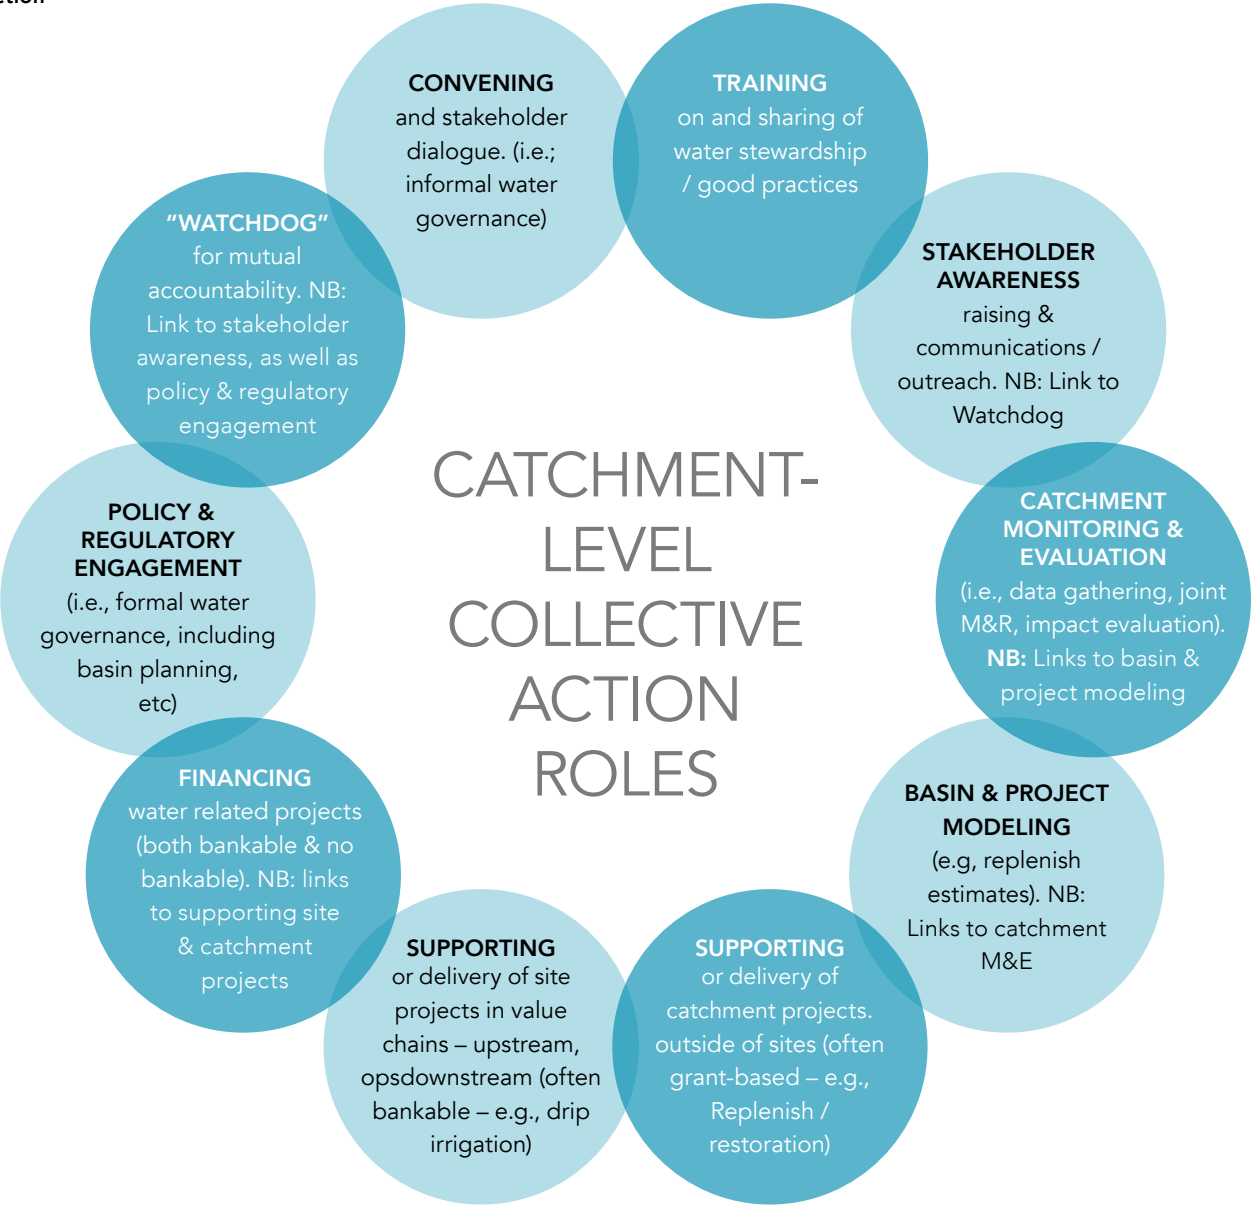 CONVENING
and stakeholder
dialogue. (i.e.;
informal water
governance)
TRAINING
on and sharing of
water stewardship
/ good practices
STAKEHOLDER
AWARENESS
raising &
communications /
outreach. NB: Link to
Watchdog
CATCHMENT
MONITORING &
EVALUATION
(i.e., data gathering, joint
M&R, impact evaluation).
NB: Links to basin &
project modeling
BASIN & PROJECT
MODELING
(e.g, replenish
estimates). NB:
Links to catchment
M&E
SUPPORTING
or delivery of
catchment projects.
outside of sites (often
grant-based – e.g.,
Replenish /
restoration)
SUPPORTING
or delivery of site
projects in value
chains – upstream,
opsdownstream (often
bankable – e.g., drip
irrigation)
FINANCING
water related projects
(both bankable & no
bankable). NB: links
to supporting site
& catchment
projects
POLICY &
REGULATORY
ENGAGEMENT
(i.e., formal water
governance, including
basin planning,
etc)
“WATCHDOG”
for mutual
accountability. NB:
Link to stakeholder
awareness, as well as
policy & regulatory
engagement
CATCHMENT-
LEVEL
COLLECTIVE
ACTION
ROLES